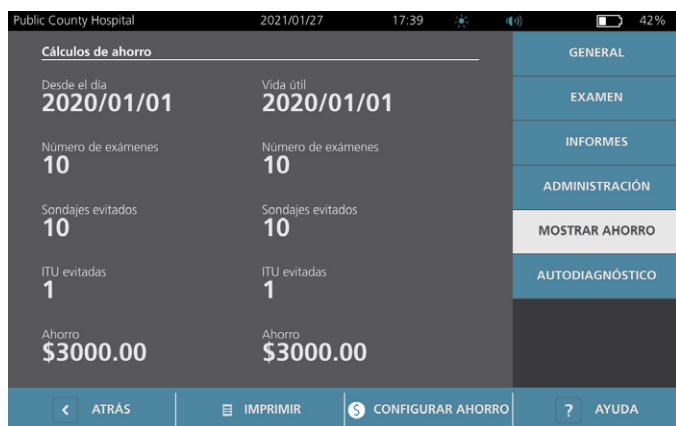 Public County Hospital 2021/01/27 17:39 42%
Cálculos de ahorro
Desde el día
2020/01/01
Vida útil
2020/01/01
Número de exámenes
10
Número de exámenes
10
Sondajes evitados
10
Sondajes evitados
10
ITU evitadas
1
ITU evitadas
1
Ahorro
$3000.00
Ahorro
$3000.00
GENERAL
EXAMEN
INFORMES
ADMINISTRACIÓN
MOSTRAR AHORRO
AUTODIAGNÓSTICO
< ATRÁS
IMPRIMIR
$ CONFIGURAR AHORRO
? AYUDA